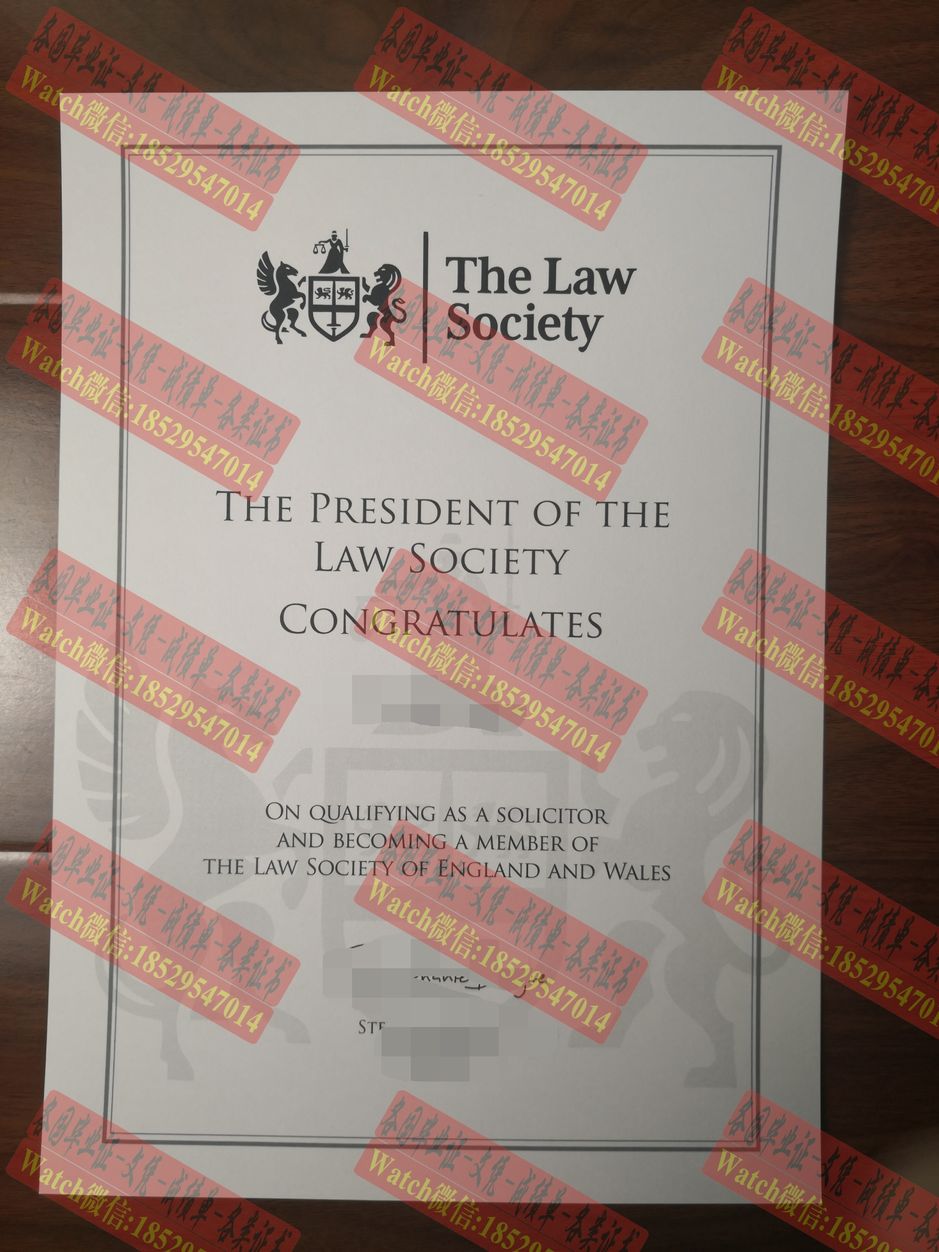 The Law
Society
THE PRESIDENT OF THE
LAW SOCIETY
CONGRATULATES
ON QUALIFYING AS A SOLICITOR
AND BECOMING A MEMBER OF
THE LAW SOCIETY OF ENGLAND AND WALES
各国毕业证-文凭-成绩单-各类证书
Watch微信:18529547014